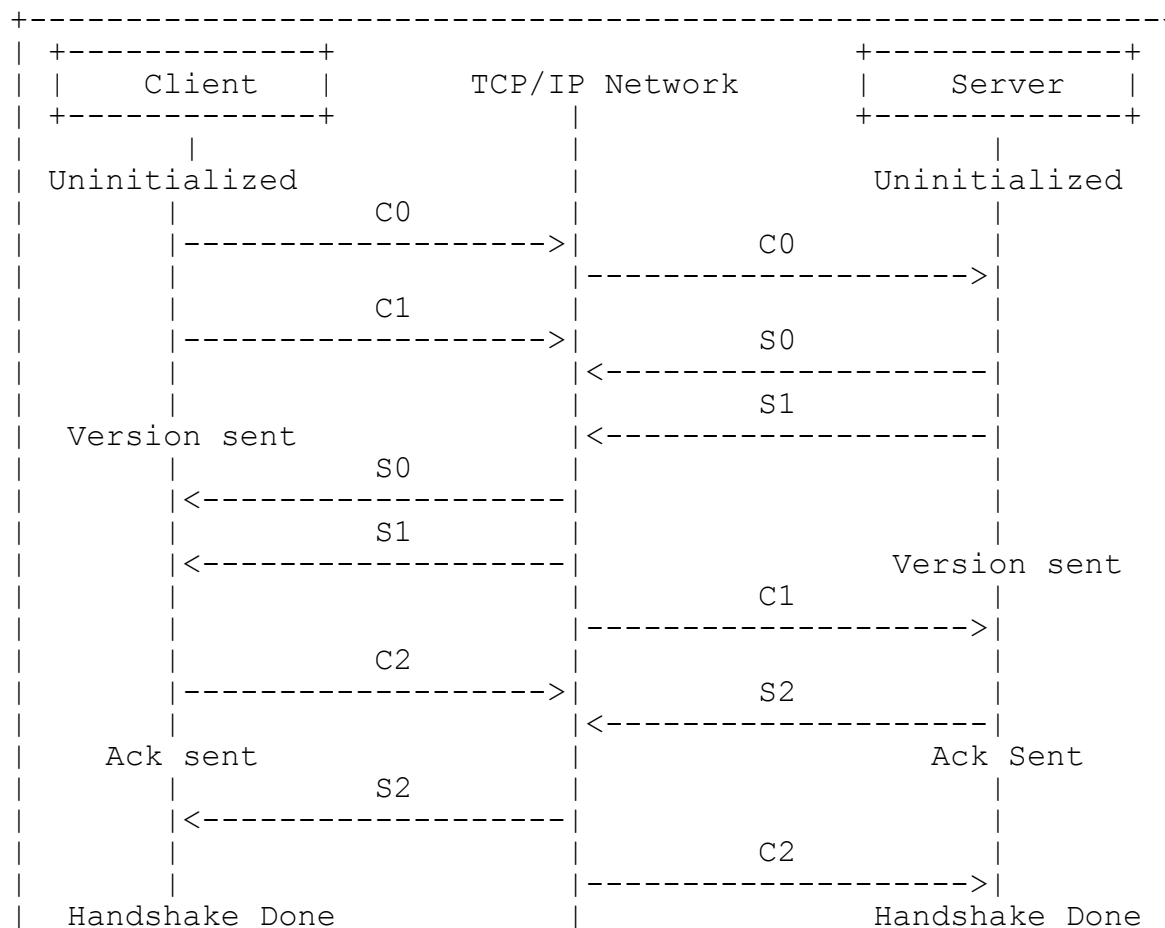 Client TCP/IP Network Server
Uninitialized Uninitialized
C0
C0
C1
S0
S1
Version sent
S0
S1
Version sent
C1
C2
S2
Ack sent Ack Sent
S2
C2
Handshake Done Handshake Done